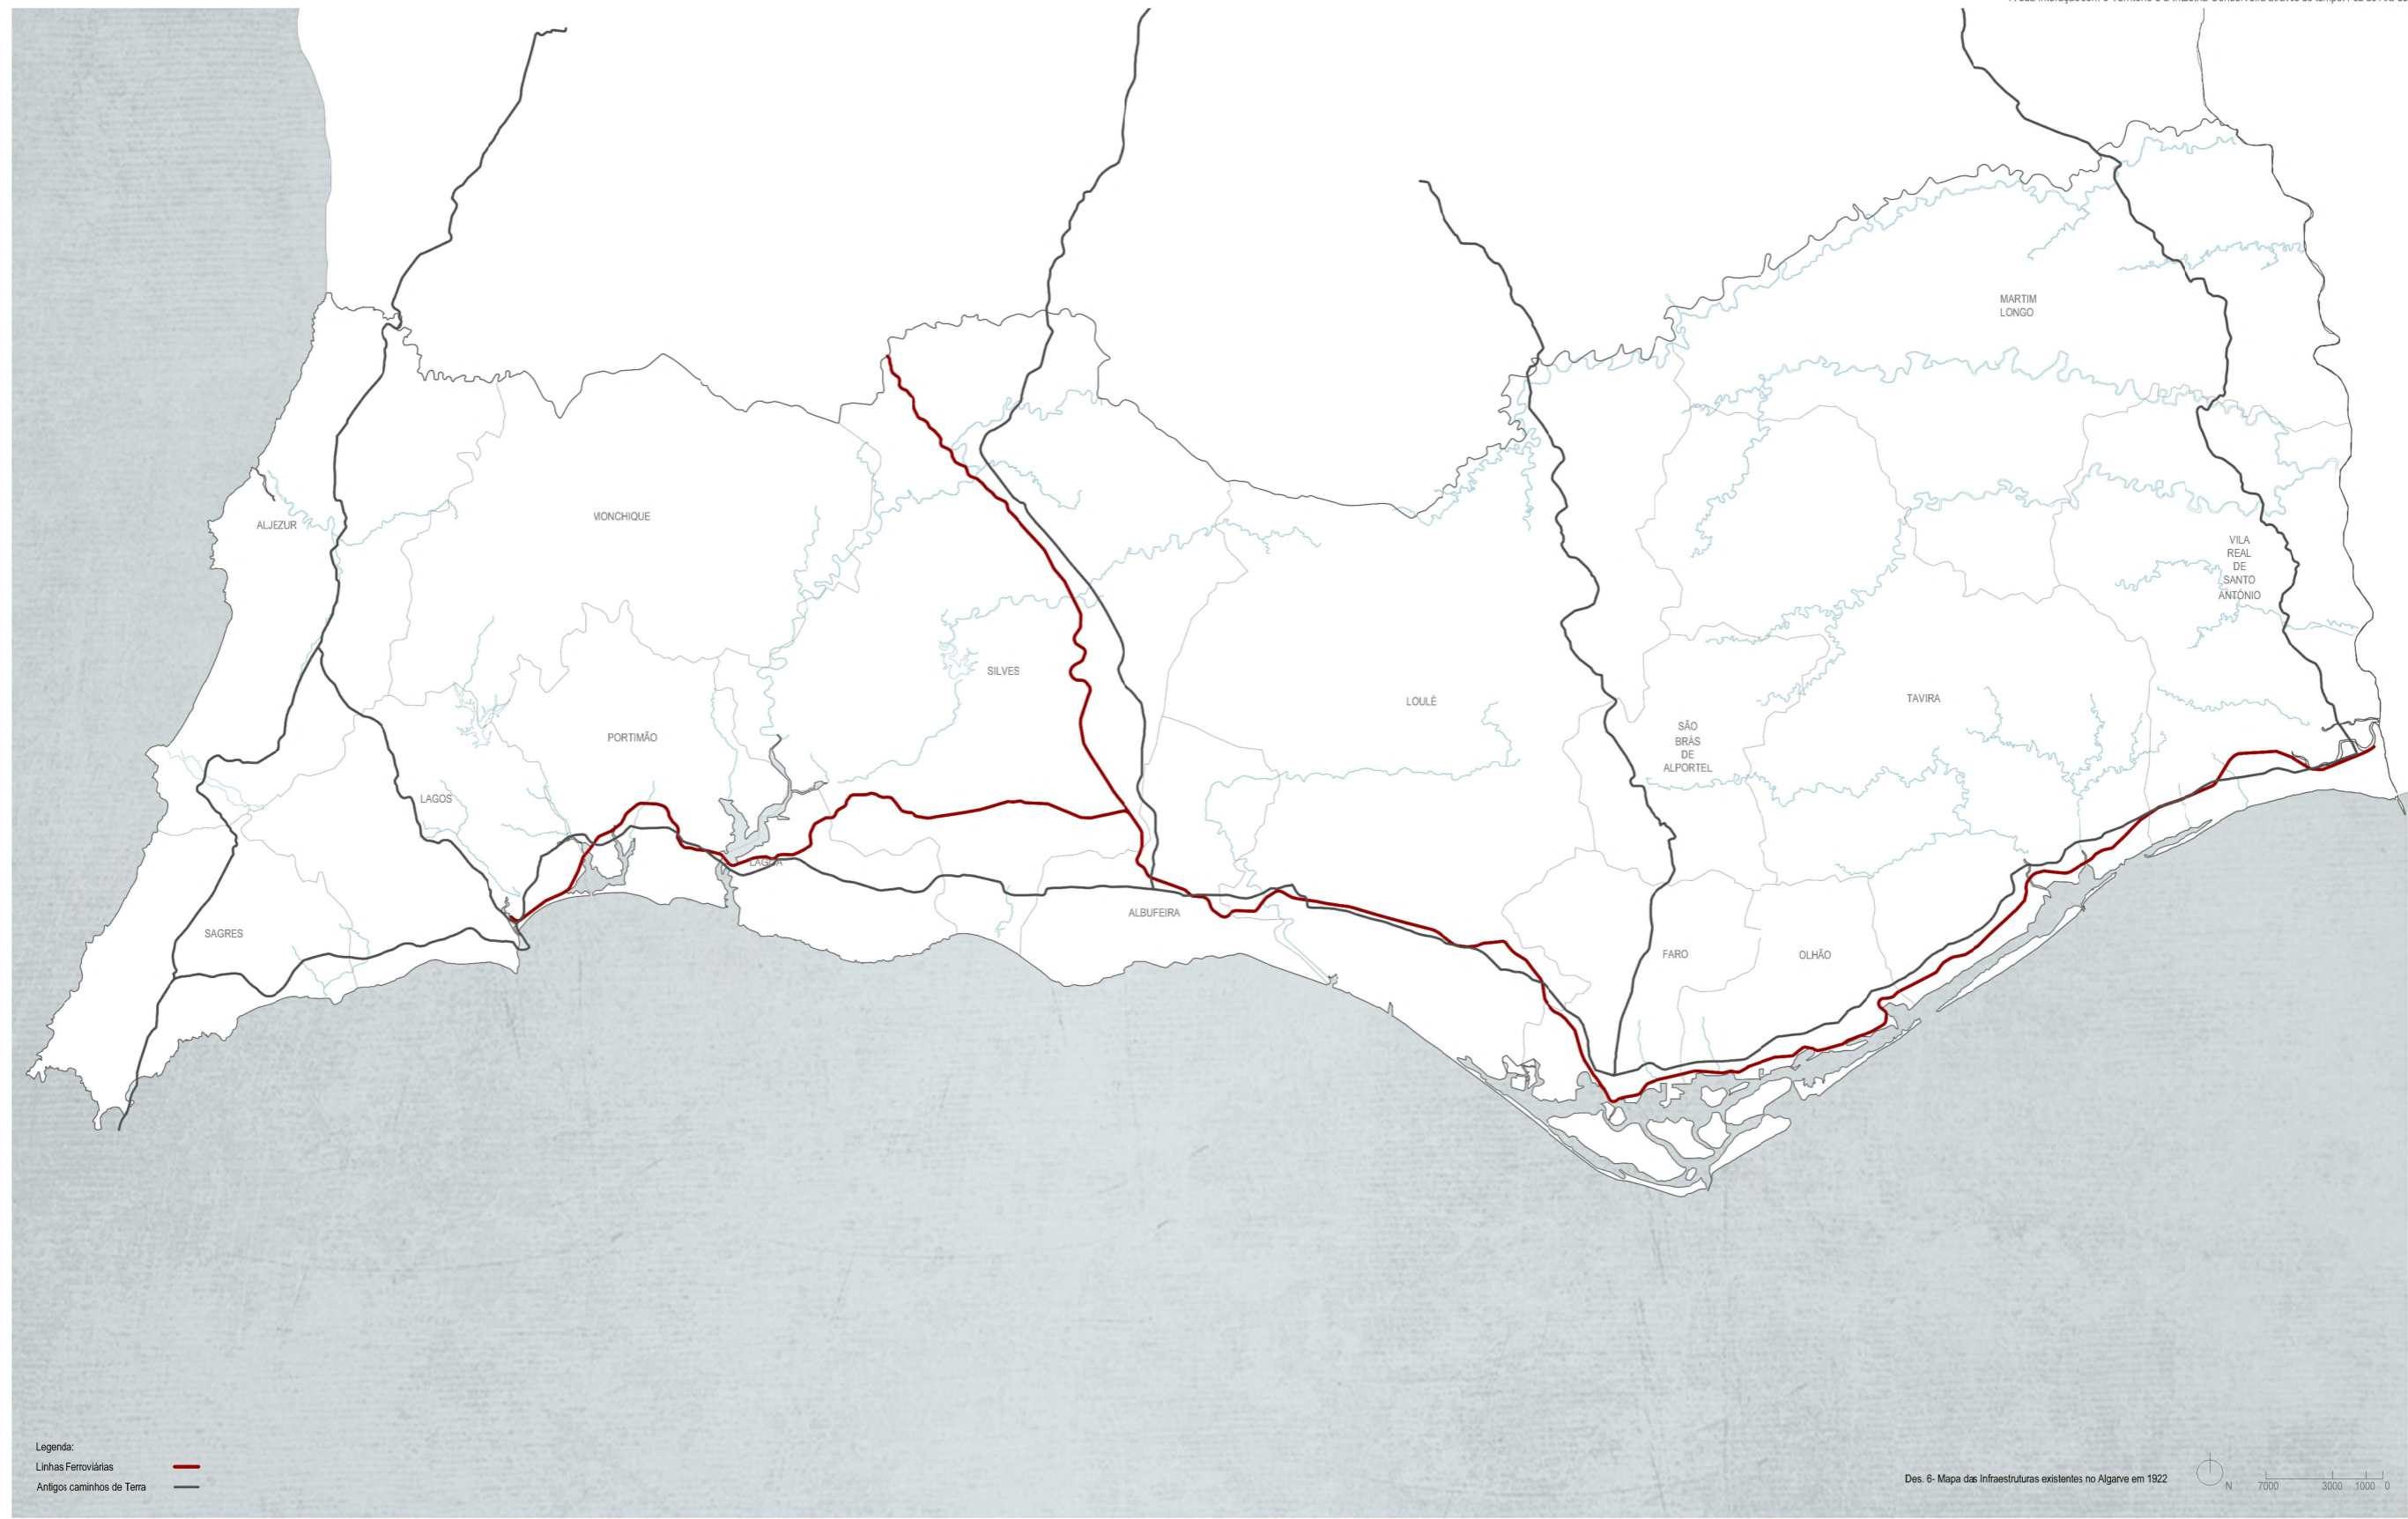 MARTIM
LONGO
ALJEZUR
MONCHIQUE
VILA
REAL
DE
SANTO
ANTÓNIO
SILVES
LOULÉ
TAVIRA
SÃO
BRÁS
DE
ALPORTEL
PORTIMÃO
LAGOS
LAGOA
ALBUFEIRA
SAGRES
FARO
OLHÃO
Legenda:
Linhas Ferroviárias
Antigos caminhos de Terra
Des. 6- Mapa das Infraestruturas existentes no Algarve em 1922
N 7000 3000 1000 0